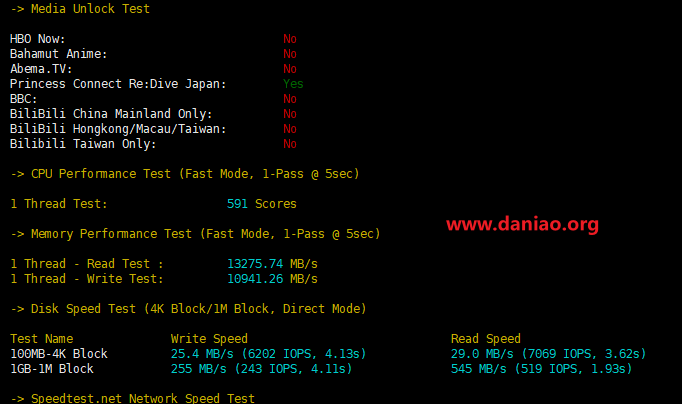 -> Media Unlock Test
HBO Now: No
Bahamut Anime: No
Abema.TV: No
Princess Connect Re:Dive Japan: Yes
BBC: No
BiliBili China Mainland Only: No
BiliBili Hongkong/Macau/Taiwan: No
Bilibili Taiwan Only: No
-> CPU Performance Test (Fast Mode, 1-Pass @ 5sec)
1 Thread Test: 591 Scores
www.daniao.org
-> Memory Performance Test (Fast Mode, 1-Pass @ 5sec)
1 Thread - Read Test : 13275.74 MB/s
1 Thread - Write Test: 10941.26 MB/s
-> Disk Speed Test (4K Block/1M Block, Direct Mode)
Test Name Write Speed Read Speed
100MB-4K Block 25.4 MB/s (6202 IOPS, 4.13s) 29.0 MB/s (7069 IOPS, 3.62s)
1GB-1M Block 255 MB/s (243 IOPS, 4.11s) 545 MB/s (519 IOPS, 1.93s)
-> Speedtest.net Network Speed Test